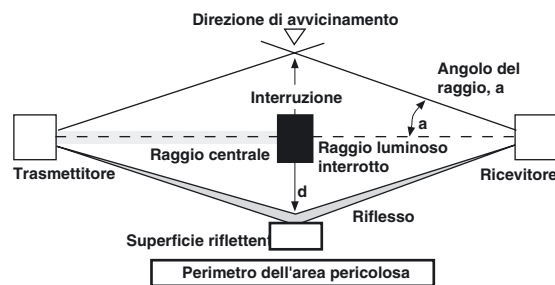 Direzione di avvicinamento
Angolo del
raggio, a
Interruzione
a
Raggio centrale
Raggio luminoso
interrotto
Trasmettitore
Ricevitore
d
Riflesso
Superficie riflettent
Perimetro dell'area pericolosa